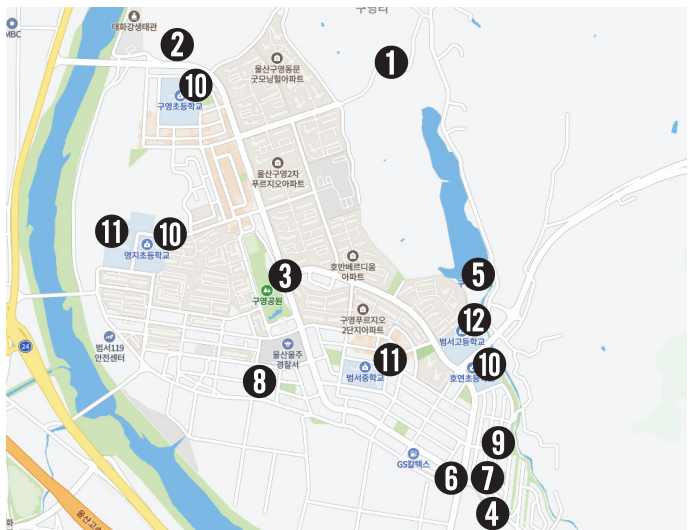 태화강생태관
MBC
2
1
울산구영동문
굿모닝힐아파트
10
구영초등학교
울산구영2차
푸르지오아파트
11
10
명지초등학교
3
구영공원
호반베르디움
아파트
5
구영푸르지오
2단지아파트
12
범서고등학교
24
범서119
안전센터
울산울주
경찰서
11
범서중학교
10
호연초등
8
9
GS칼텍스
6
7
4
울산고속